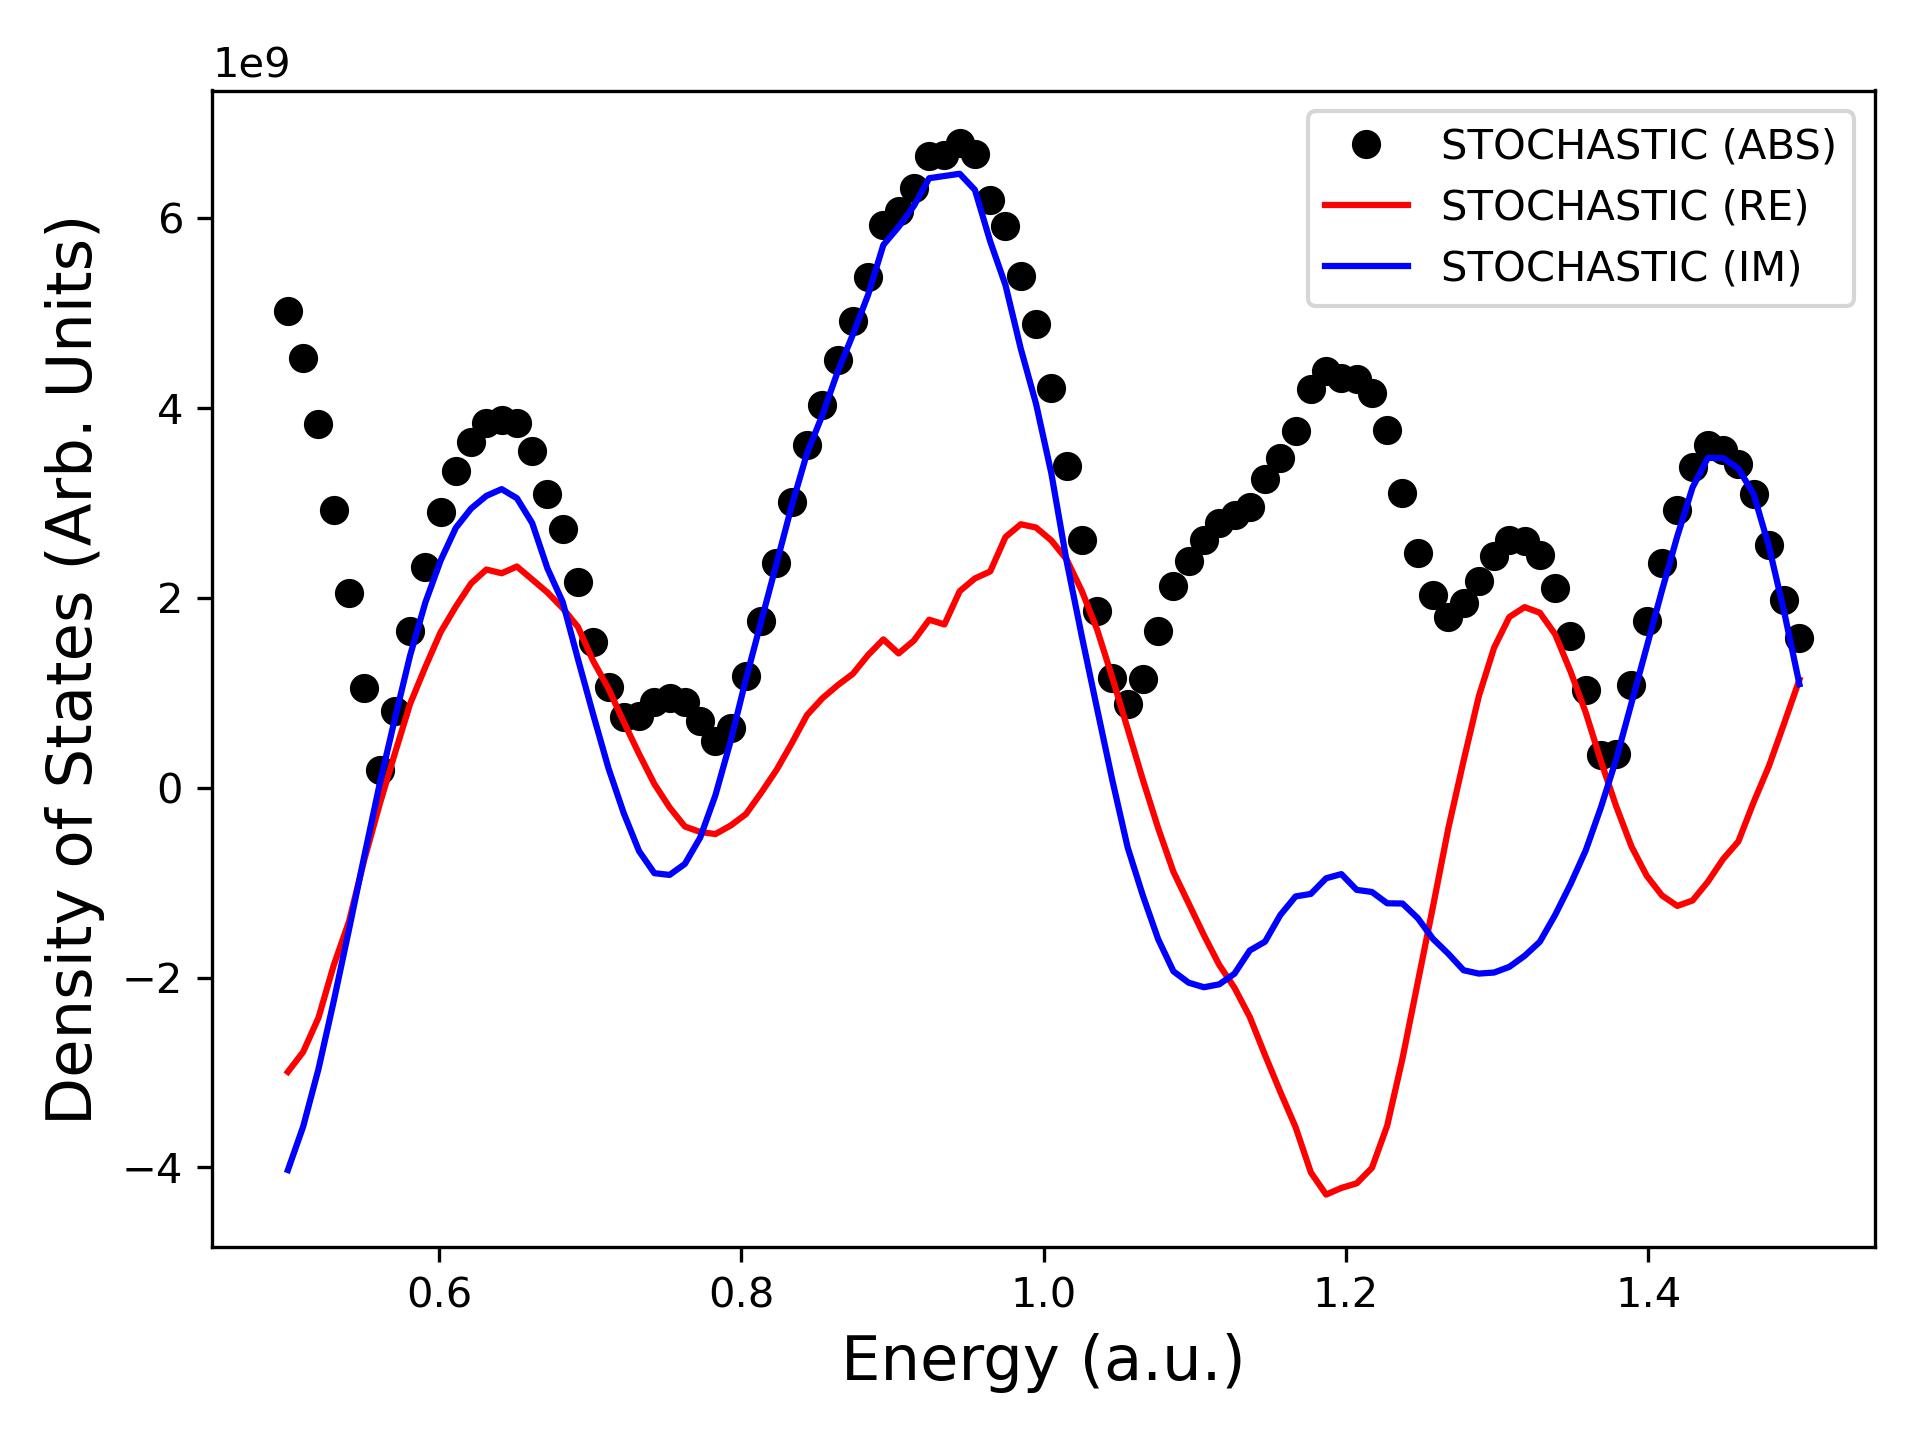 1e9
STOCHASTIC (ABS)
STOCHASTIC (RE)
STOCHASTIC (IM)
6
4
2
0
−2
−4
Density of States (Arb. Units)
0.6 0.8 1.0 1.2 1.4
Energy (a.u.)